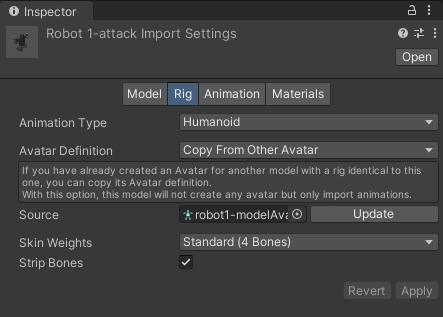 Inspector
Robot 1-attack Import Settings
Open
Model Rig Animation Materials
Animation Type Humanoid
Avatar Definition Copy From Other Avatar
If you have already created an Avatar for another model with a rig identical to this
one, you can copy its Avatar definition.
With this option, this model will not create any avatar but only import animations.
Source robot1-modelAva Update
Skin Weights Standard (4 Bones)
Strip Bones
Revert Apply